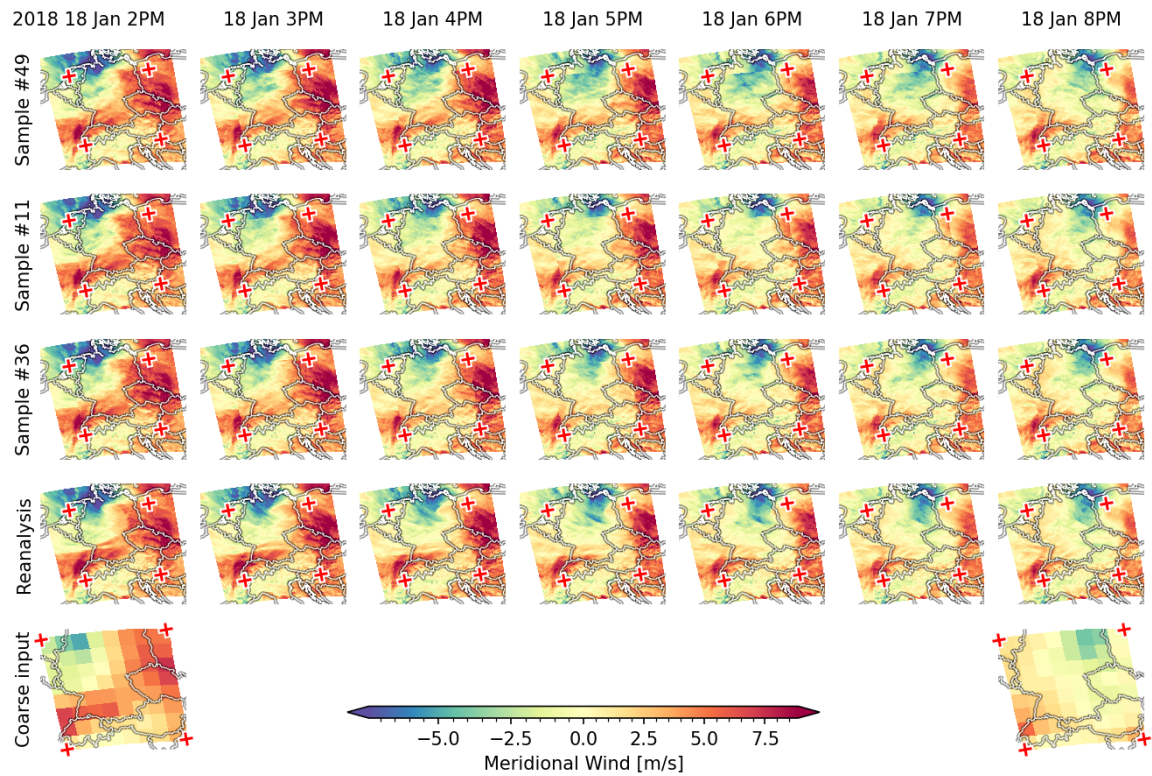 2018 18 Jan 2PM 18 Jan 3PM 18 Jan 4PM 18 Jan 5PM 18 Jan 6PM 18 Jan 7PM 18 Jan 8PM
Sample #49
Sample #11
Sample #36
Reanalysis
Coarse input
−5.0 −2.5 0.0 2.5 5.0 7.5
Meridional Wind [m/s]